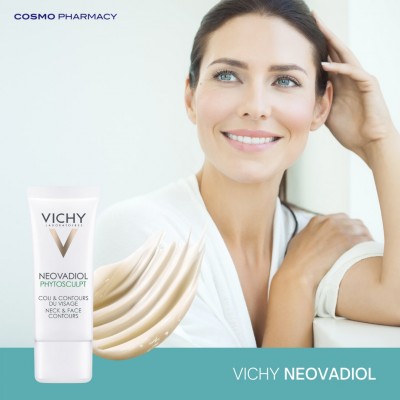 COSMO PHARMACY
VICHY
LABORATOIRES
NEOVADIOL
PHYTOSCULPT
COU & CONTOURS
DU VISAGE
NECK & FACE
CONTOURS
VICHY NEOVADIOL